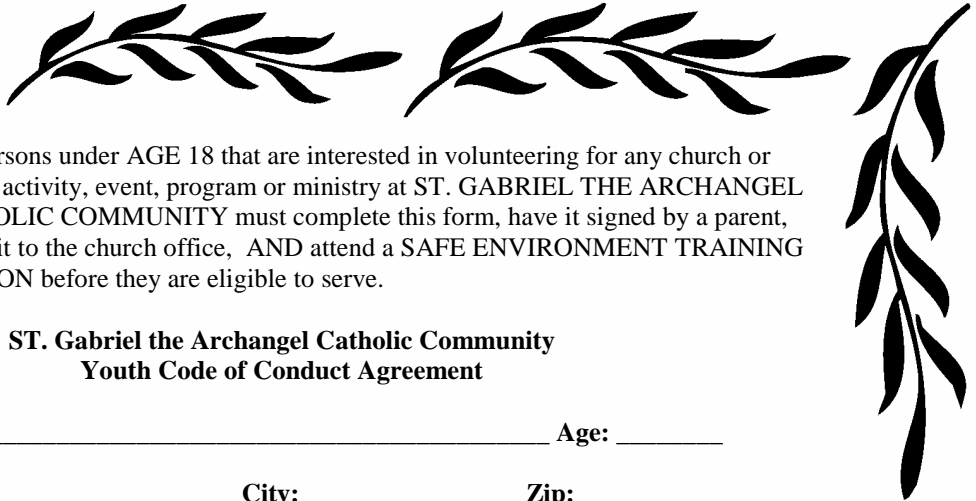 rsons under AGE 18 that are interested in volunteering for any church or
activity, event, program or ministry at ST. GABRIEL THE ARCHANGEL
OLIC COMMUNITY must complete this form, have it signed by a parent,
it to the church office, AND attend a SAFE ENVIRONMENT TRAINING
ON before they are eligible to serve.
ST. Gabriel the Archangel Catholic Community
Youth Code of Conduct Agreement
__________________________________________ Age: ________
City: Zip: